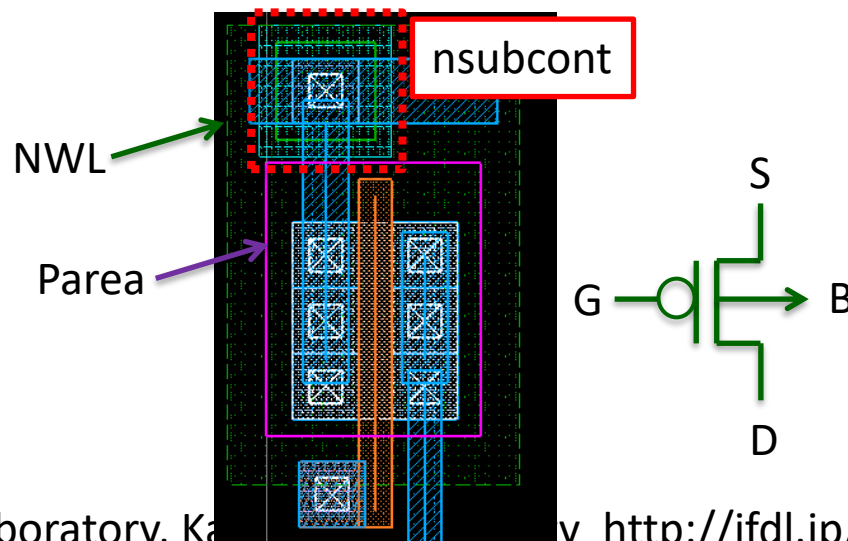 nsubcont
NWL
S
Parea
G
B
D
boratory, Ka y http://ifdl.jp/